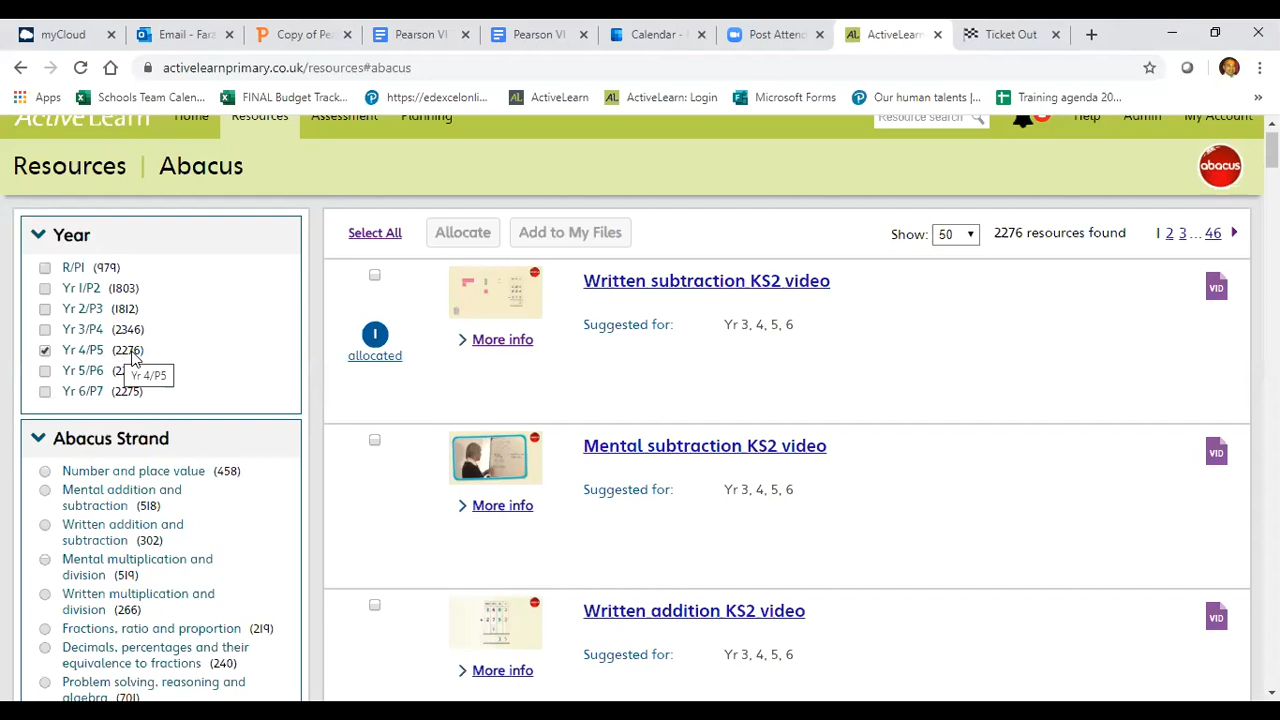 myCloud
Email - Fara
Copy of Pea
Pearson VI
Pearson VI
Calendar -
Post Attend
AL ActiveLearn
Ticket Out
activelearnprimary.co.uk/resources#abacus
Apps
Schools Team Calen...
FINAL Budget Track...
https://edexcelonli...
AL ActiveLearn
AL ActiveLearn: Login
Microsoft Forms
Our human talents |...
Training agenda 20...
ActiveLearn
Home
Resources
Assessment
Planning
Resource search
Help
Admin
My Account
Resources | Abacus
abacus
Year
R/P1 (979)
Yr 1/P2 (1803)
Yr 2/P3 (1812)
Yr 3/P4 (2346)
Yr 4/P5 (2276)
Yr 5/P6
Yr 4/P5
Yr 6/P7 (2275)
Abacus Strand
Number and place value (458)
Mental addition and
subtraction (518)
Written addition and
subtraction (302)
Mental multiplication and
division (519)
Written multiplication and
division (266)
Fractions, ratio and proportion (219)
Decimals, percentages and their
equivalence to fractions (240)
Problem solving, reasoning and
algebra (701)
Select All
Allocate
Add to My Files
Show: 50
2276 resources found
1 2 3 ... 46
Written subtraction KS2 video
VID
Suggested for: Yr 3, 4, 5, 6
1
allocated
More info
Mental subtraction KS2 video
VID
Suggested for: Yr 3, 4, 5, 6
More info
Written addition KS2 video
VID
Suggested for: Yr 3, 4, 5, 6
More info